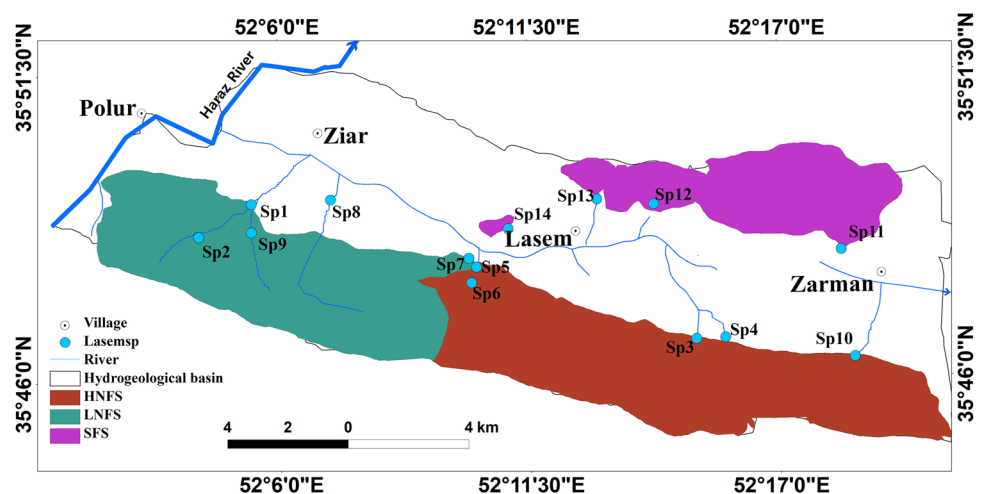 52°6'0"E 52°11'30"E 52°17'0"E
35°51'30"N
35°51'30"N
Haraz River
Polur
Ziar
Sp13
Sp12
Sp1
Sp8
Sp14
Lasem
Sp2
Sp9
Sp11
Sp7
Sp5
Sp6
Zarman
Village
Lasemsp
River
Hydrogeological basin
HNFS
LNFS
SFS
Sp3
Sp4
Sp10
4 2 0 4 km
35°46'0"N
35°46'0"N
52°6'0"E 52°11'30"E 52°17'0"E